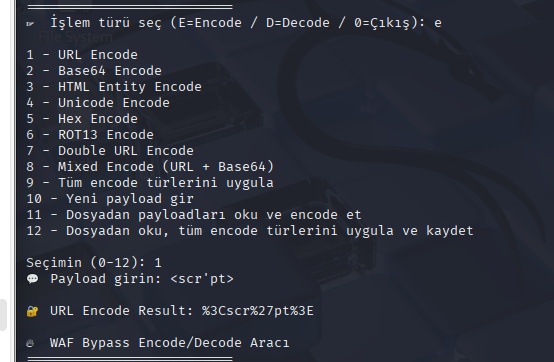 İşlem türü seç (E=Encode / D=Decode / 0=Çıkış): e
1 - URL Encode
2 - Base64 Encode
3 - HTML Entity Encode
4 - Unicode Encode
5 - Hex Encode
6 - ROT13 Encode
7 - Double URL Encode
8 - Mixed Encode (URL + Base64)
9 - Tüm encode türlerini uygula
10 - Yeni payload gir
11 - Dosyadan payloadları oku ve encode et
12 - Dosyadan oku, tüm encode türlerini uygula ve kaydet
Seçimin (0-12): 1
💬 Payload girin: <scr'pt>
🔐 URL Encode Result: %3Cscr%27pt%3E
🔥 WAF Bypass Encode/Decode Aracı